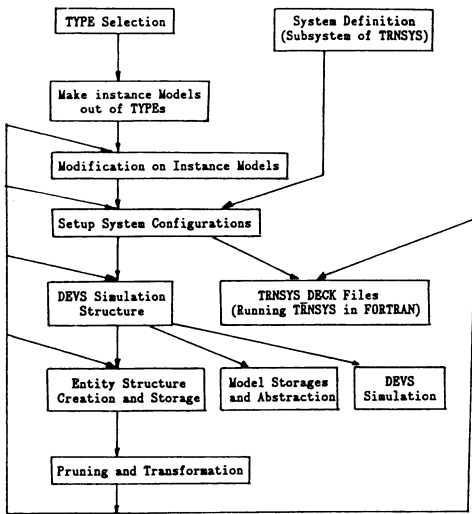 TYPE Selection
System Definition
(Subsystem of TRNSYS)
Make instance Models
out of TYPEs
Modification on Instance Models
Setup System Configurations
DEVS Simulation
Structure
TRNSYS_DECK Files
(Running TRNSYS in FORTRAN)
Entity Structure
Creation and Storage
Model Storages
and Abstraction
DEVS
Simulation
Pruning and Transformation